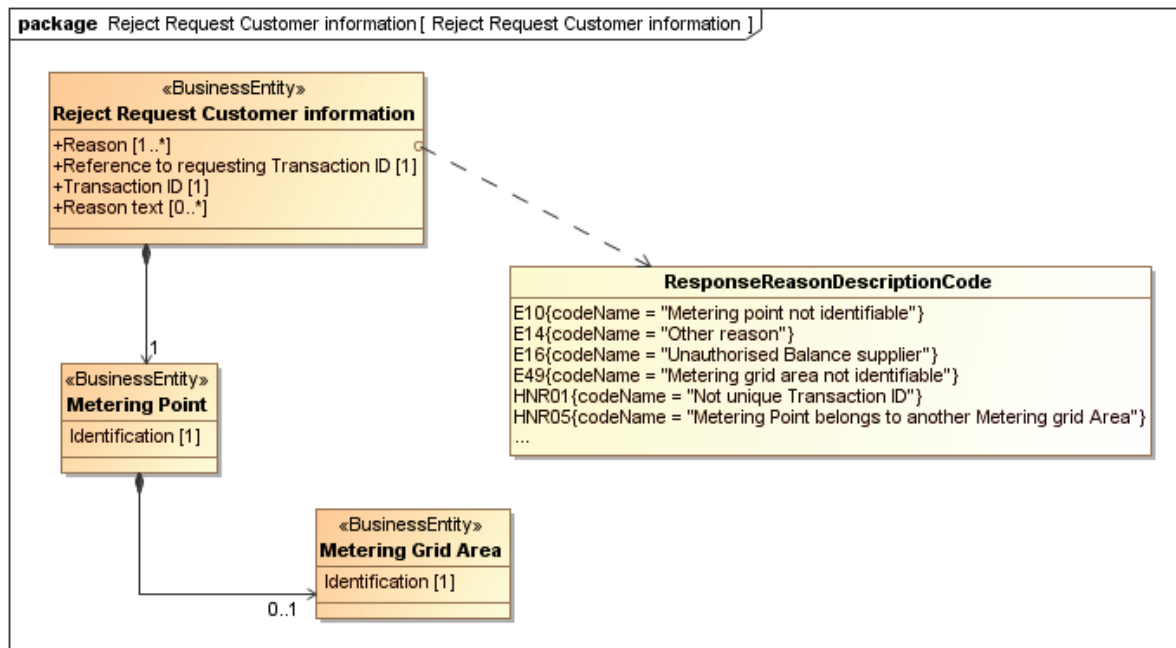 package Reject Request Customer information [ Reject Request Customer information ]
«BusinessEntity»
Reject Request Customer information
+Reason [1..*]
+Reference to requesting Transaction ID [1]
+Transaction ID [1]
+Reason text [0..*]
ResponseReasonDescriptionCode
E10{codeName = "Metering point not identifiable"}
E14{codeName = "Other reason"}
E16{codeName = "Unauthorised Balance supplier"}
E49{codeName = "Metering grid area not identifiable"}
HNR01{codeName = "Not unique Transaction ID"}
HNR05{codeName = "Metering Point belongs to another Metering grid Area"}
...
1
«BusinessEntity»
Metering Point
Identification [1]
«BusinessEntity»
Metering Grid Area
Identification [1]
0..1